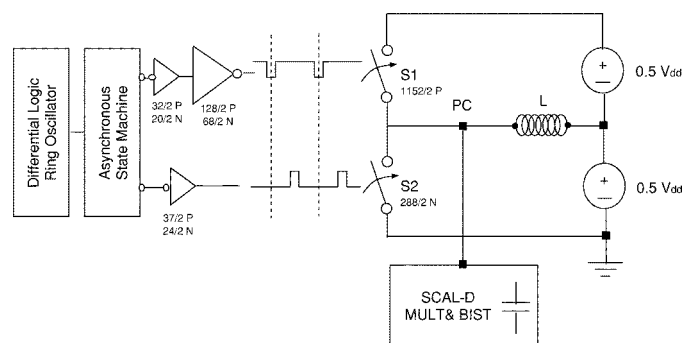 Differential Logic
Ring Oscillator
Asynchronous
State Machine
32/2 P
20/2 N
128/2 P
68/2 N
37/2 P
24/2 N
S1
1152/2 P
S2
288/2 N
PC
L
0.5 Vdd
0.5 Vdd
SCAL-D
MULT& BIST